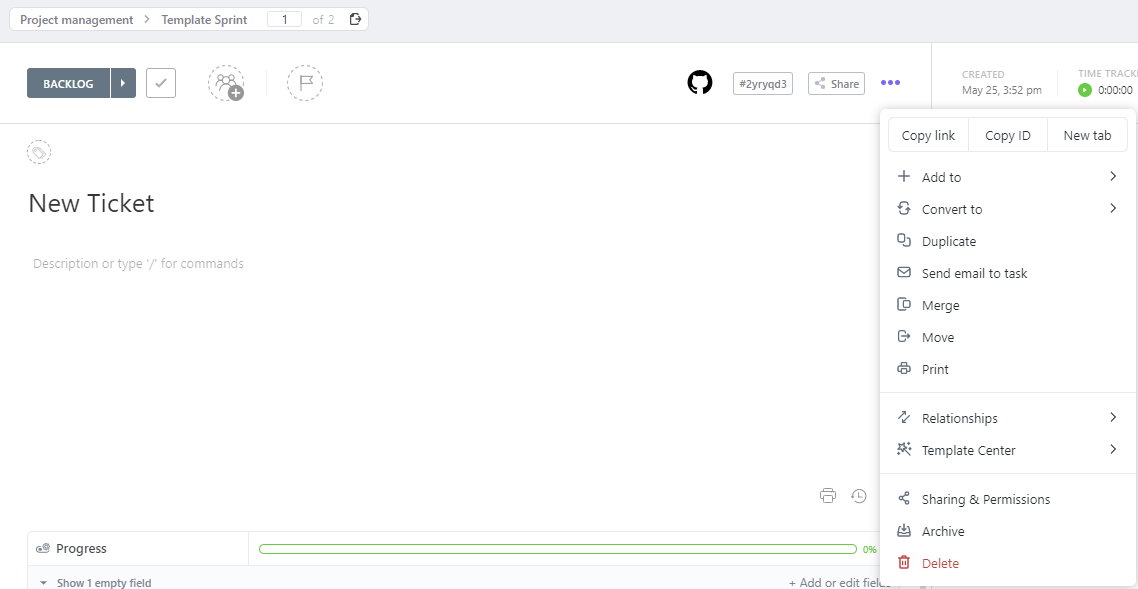 Project management > Template Sprint 1 of 2
BACKLOG
#2yryqd3
Share
CREATED
May 25, 3:52 pm
TIME TRACK
0:00:00
Copy link
Copy ID
New tab
Add to
Convert to
Duplicate
Send email to task
Merge
Move
Print
Relationships
Template Center
Sharing & Permissions
Archive
Delete
New Ticket
Description or type '/' for commands
Progress
0%
Show 1 empty field
+ Add or edit fields